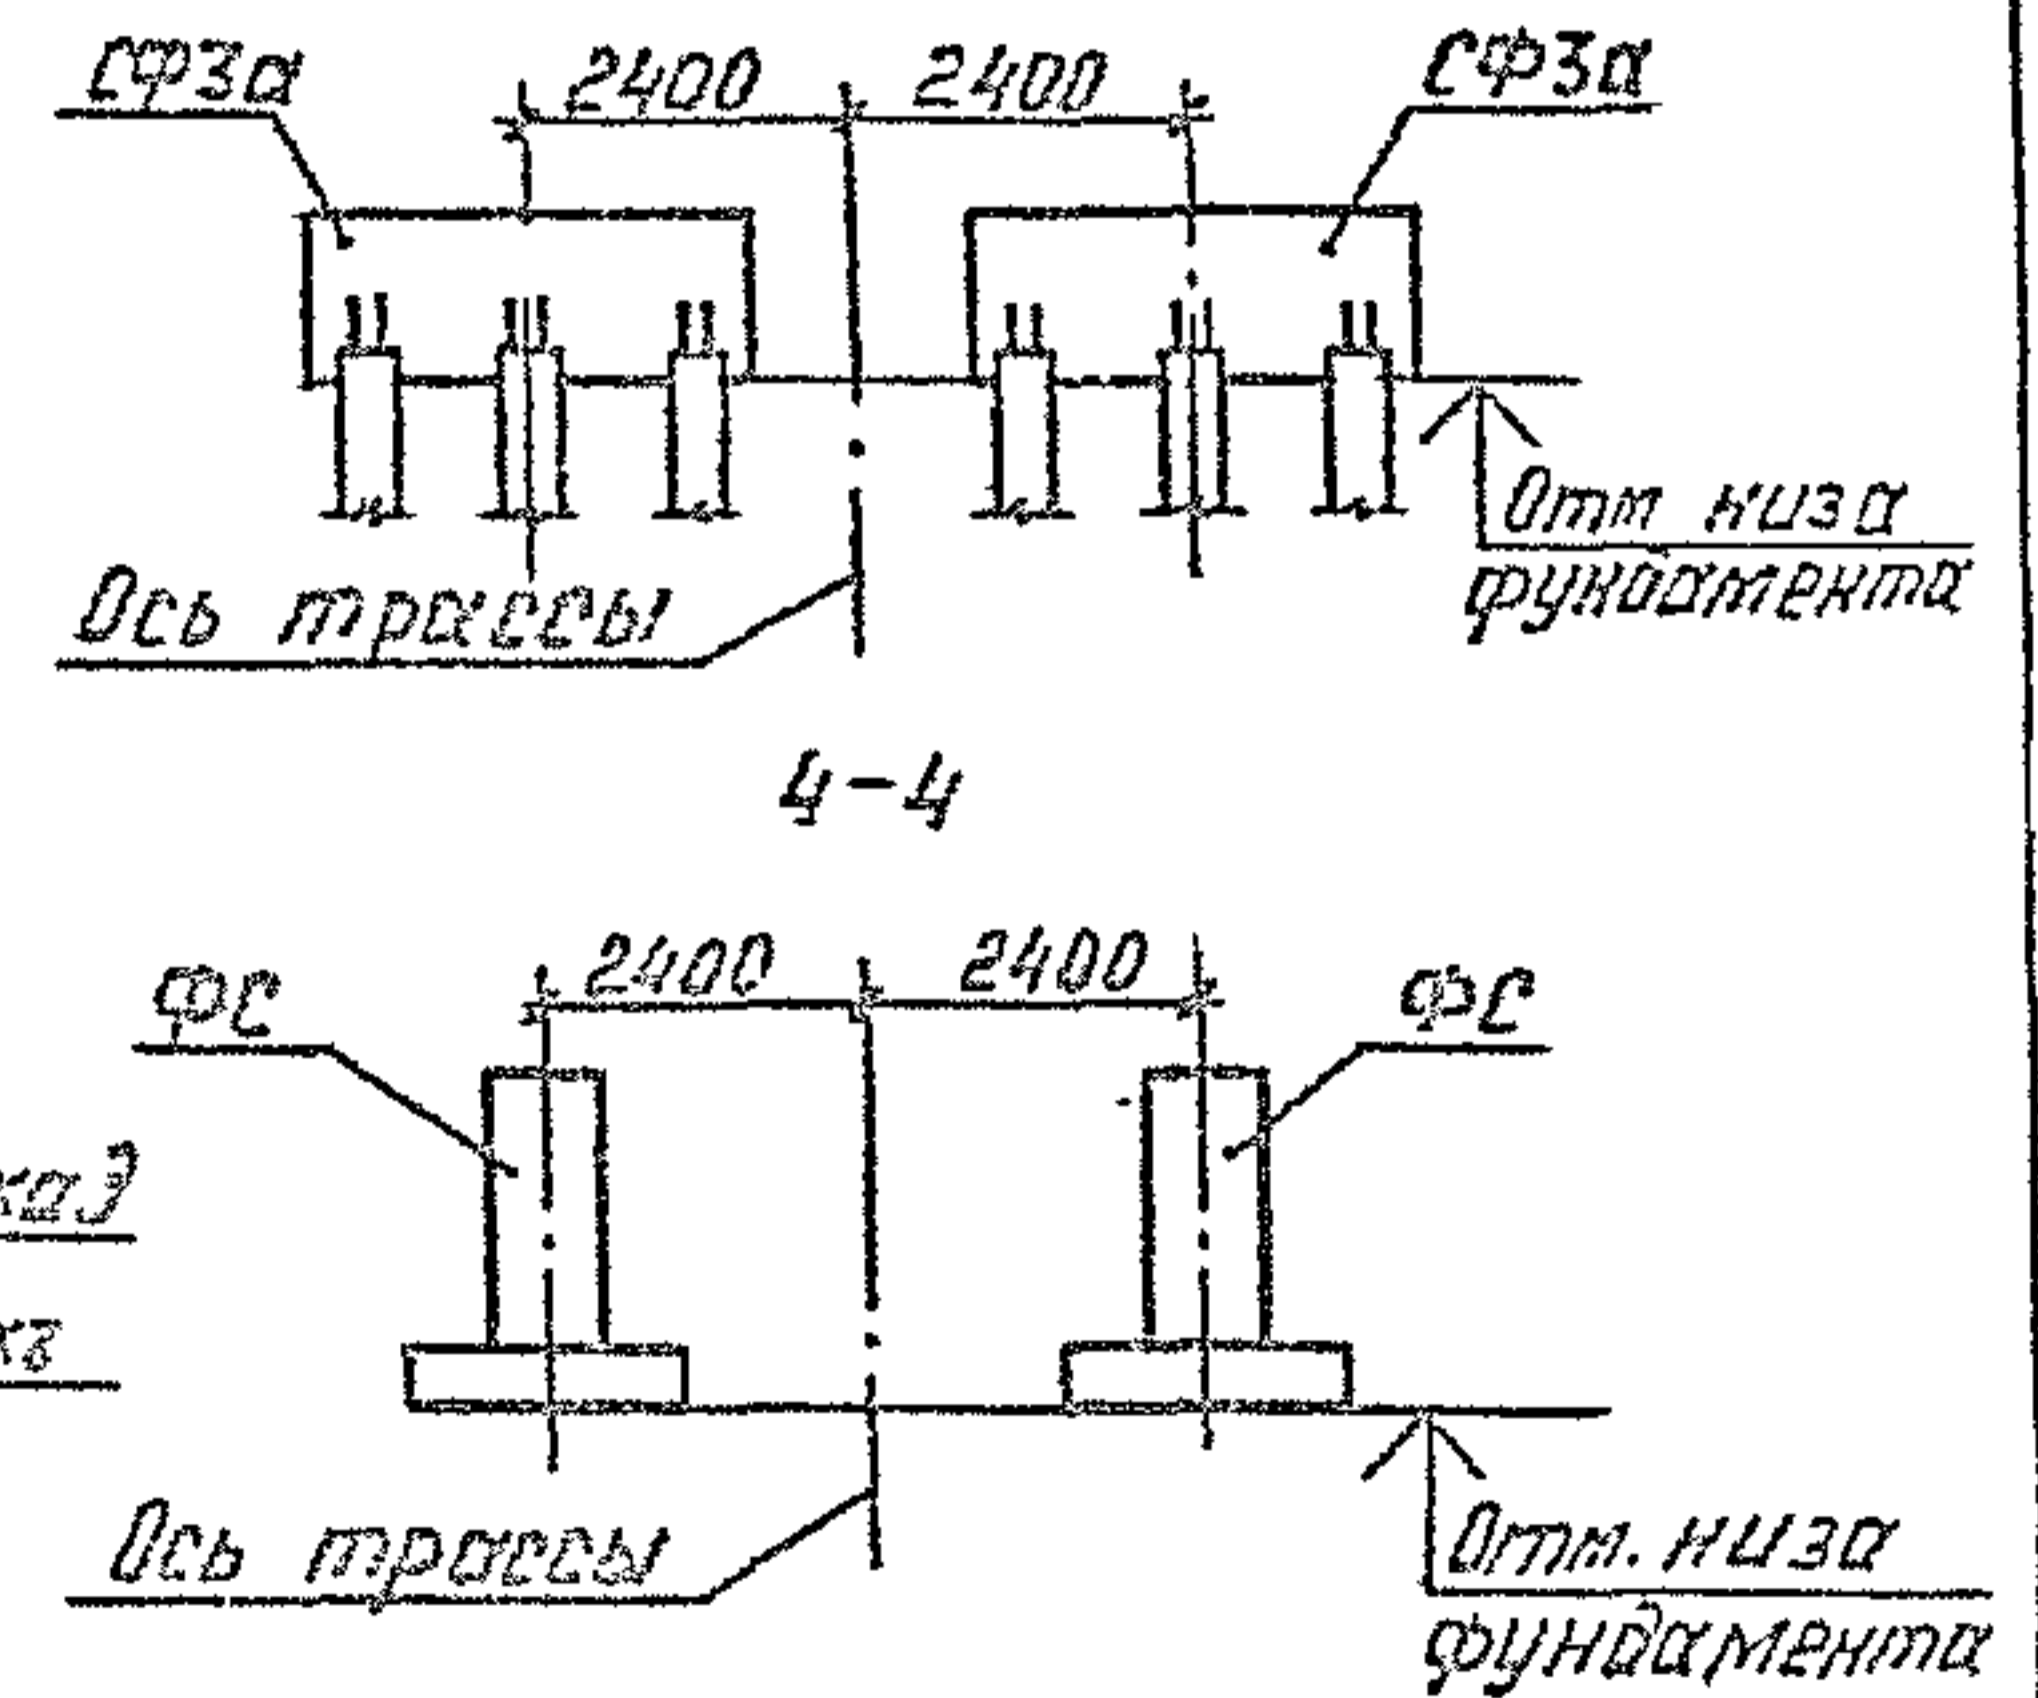 СФ3а 2400 2400 СФ3а
Отм низа
фундамента
Ось трассы
4-4
ФС 2400 2400 ФС
Ось трассы
Отм. низа
фундамента